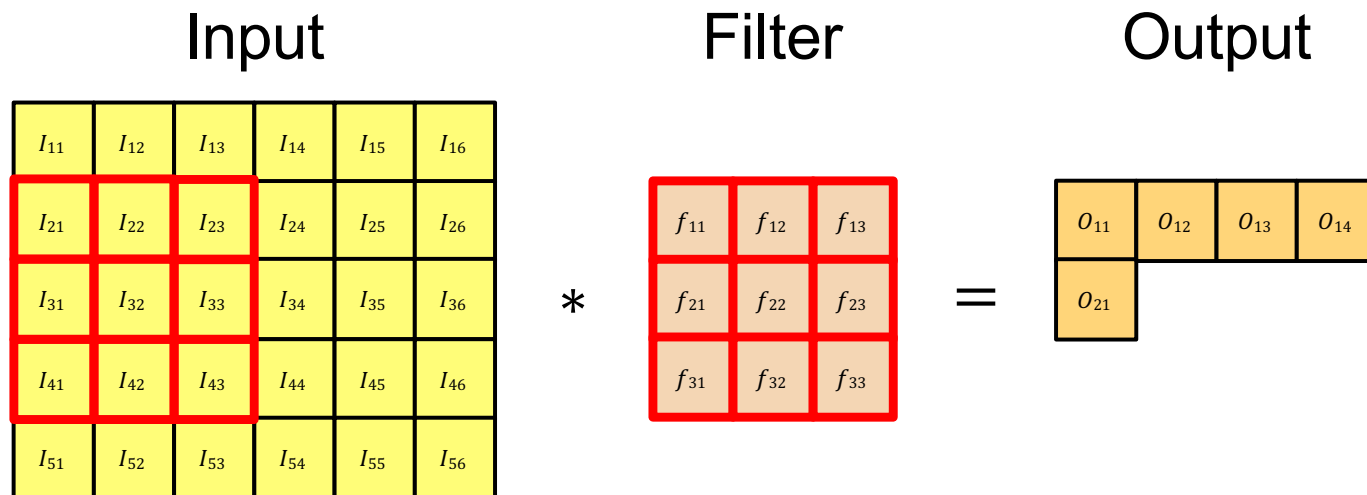 Input Filter Output
I₁₁ I₁₂ I₁₃ I₁₄ I₁₅ I₁₆
I₂₁ I₂₂ I₂₃ I₂₄ I₂₅ I₂₆ f₁₁ f₁₂ f₁₃ O₁₁ O₁₂ O₁₃ O₁₄
I₃₁ I₃₂ I₃₃ I₃₄ I₃₅ I₃₆ * f₂₁ f₂₂ f₂₃ = O₂₁
I₄₁ I₄₂ I₄₃ I₄₄ I₄₅ I₄₆ f₃₁ f₃₂ f₃₃
I₅₁ I₅₂ I₅₃ I₅₄ I₅₅ I₅₆